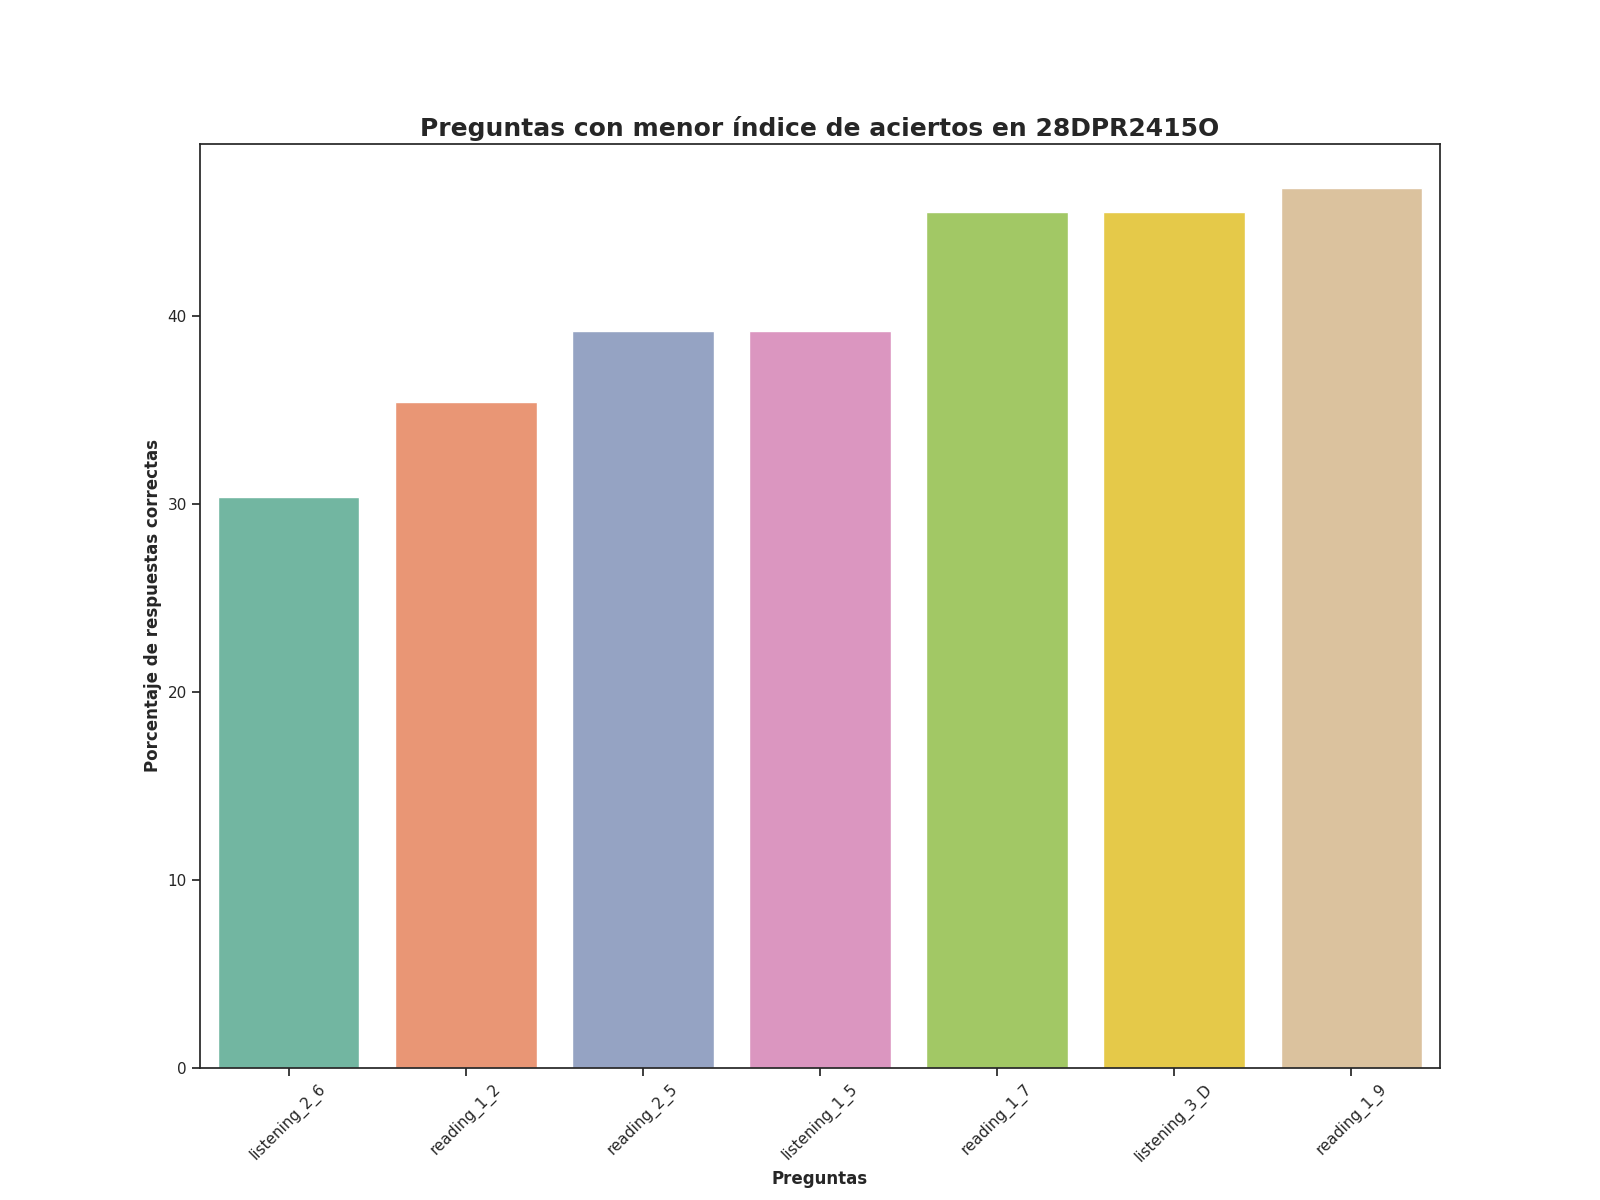 Preguntas con menor índice de aciertos en 28DPR2415O
Porcentaje de respuestas correctas
40
30
20
10
0
listening_2_6
reading_1_2
reading_2_5
listening_1_5
reading_1_7
listening_3_D
reading_1_9
Preguntas